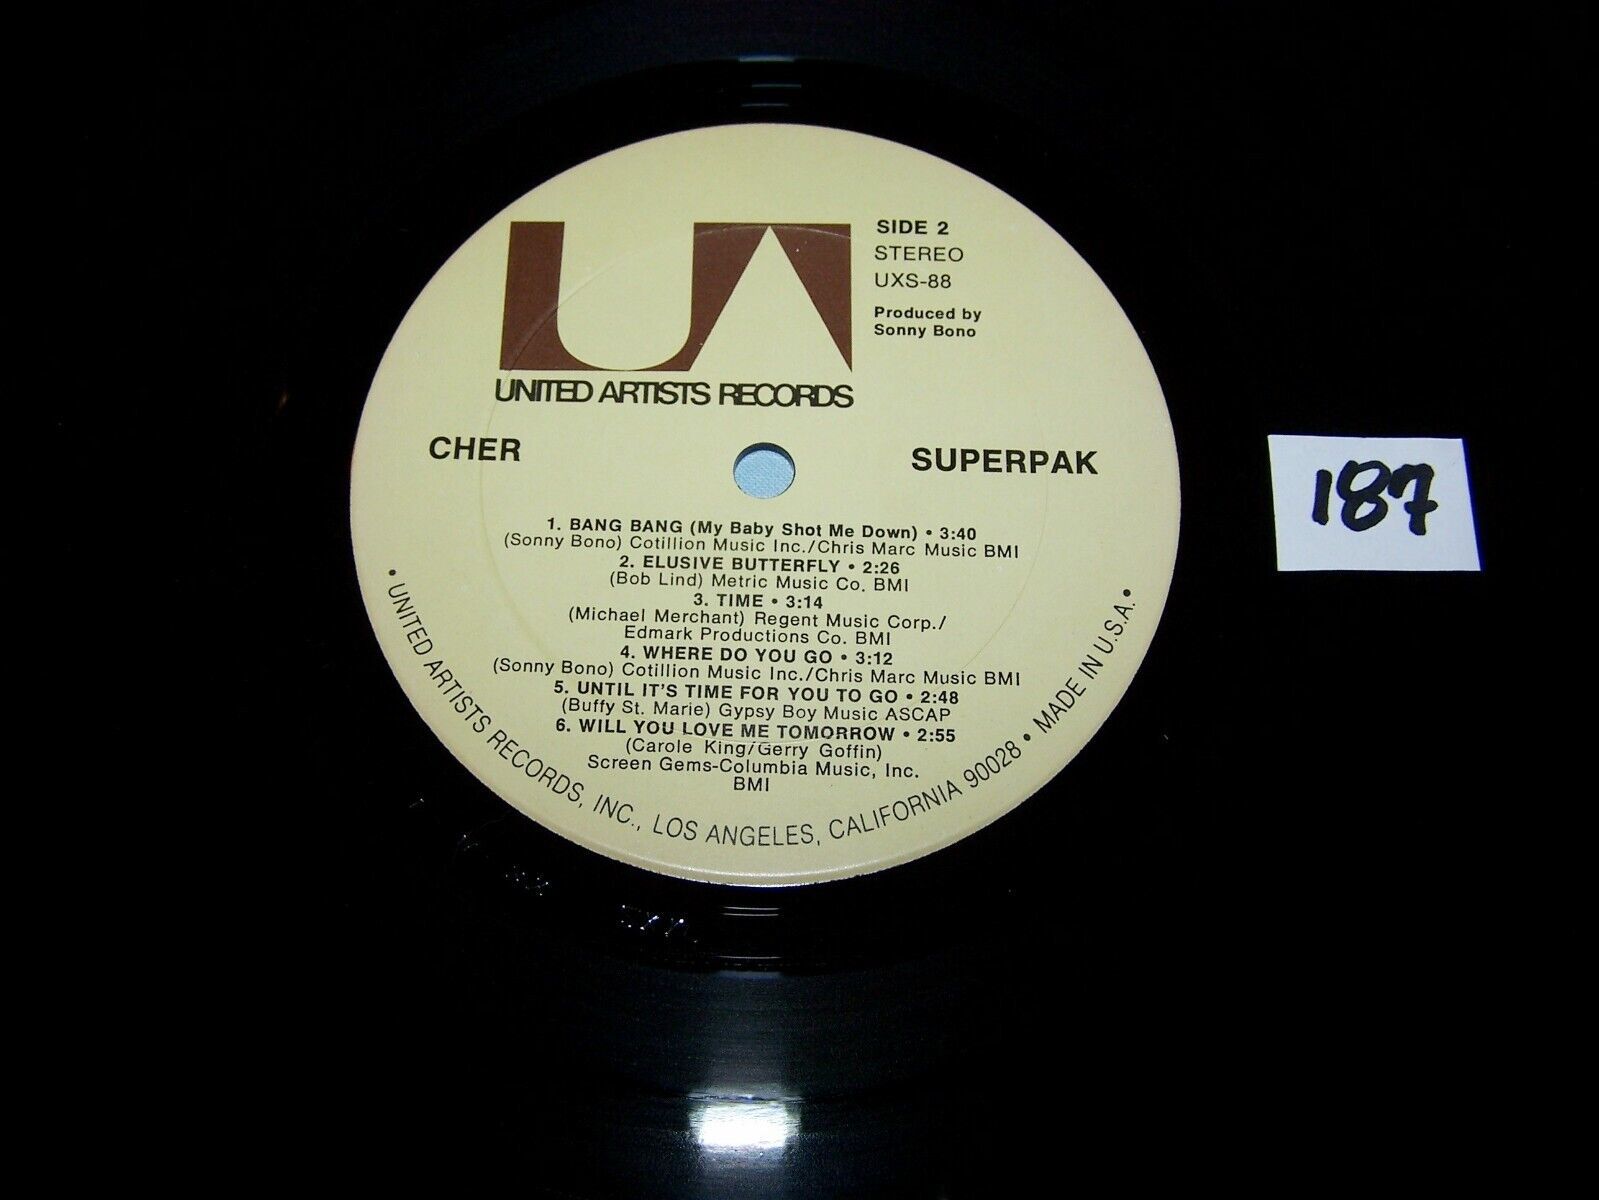 UA
UNITED ARTISTS RECORDS
SIDE 2
STEREO
UXS-88
Produced by
Sonny Bono
CHER
SUPERPAK
187
1. BANG BANG (My Baby Shot Me Down) • 3:40
(Sonny Bono) Cotillion Music Inc./Chris Marc Music BMI
2. ELUSIVE BUTTERFLY • 2:26
(Bob Lind) Metric Music Co. BMI
3. TIME • 3:14
(Michael Merchant) Regent Music Corp./
Edmark Productions Co. BMI
4. WHERE DO YOU GO • 3:12
(Sonny Bono) Cotillion Music Inc./Chris Marc Music BMI
5. UNTIL IT'S TIME FOR YOU TO GO • 2:48
(Buffy St. Marie) Gypsy Boy Music ASCAP
6. WILL YOU LOVE ME TOMORROW • 2:55
(Carole King/Gerry Goffin)
Screen Gems-Columbia Music, Inc.
BMI
• UNITED ARTISTS RECORDS, INC., LOS ANGELES, CALIFORNIA 90028 • MADE IN U.S.A. •